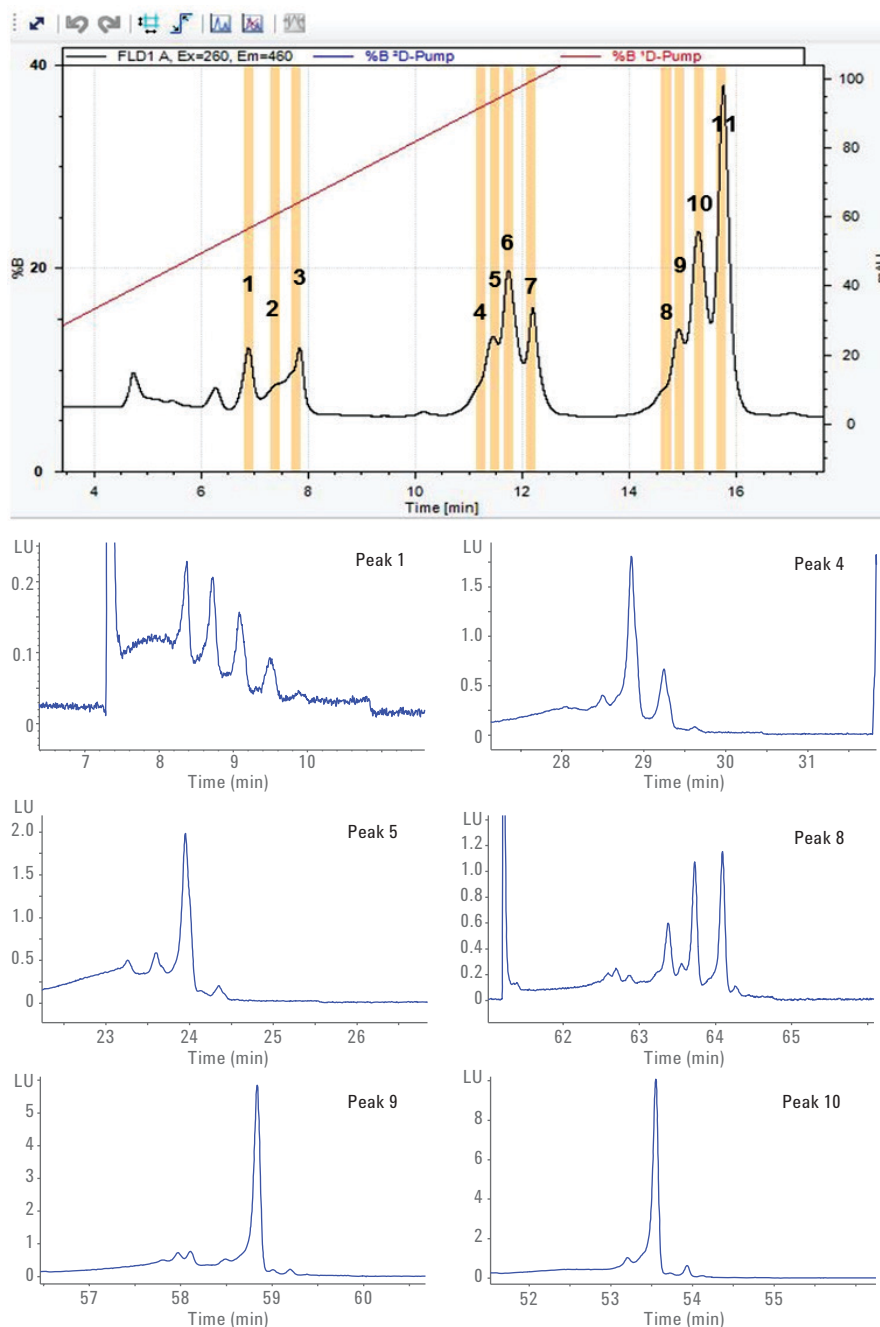 FLD1 A, Ex=260, Em=460 %B ²D-Pump %B ¹D-Pump
40
20
0
%B
100
80
60
40
20
0
mAU
1
2
3
4
5
6
7
8
9
10
11
4 6 8 10 12 14 16
Time [min]
LU
Peak 1
0.2
0.1
0
7 8 9 10
Time (min)
LU
Peak 4
1.5
1.0
0.5
0
28 29 30 31
Time (min)
LU
Peak 5
2.0
1.5
1.0
0.5
0
23 24 25 26
Time (min)
LU
Peak 8
1.2
1.0
0.8
0.6
0.4
0.2
0
62 63 64 65
Time (min)
LU
Peak 9
5
4
3
2
1
0
57 58 59 60
Time (min)
LU
Peak 10
8
6
4
2
0
52 53 54 55
Time (min)